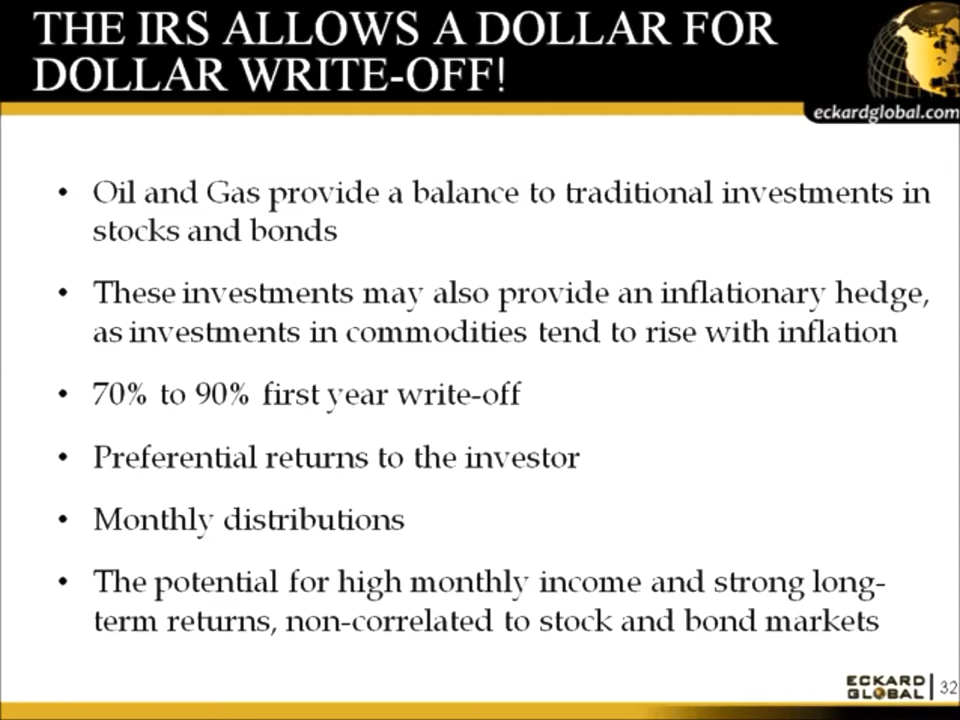 THE IRS ALLOWS A DOLLAR FOR
DOLLAR WRITE-OFF!
eckardglobal.com
• Oil and Gas provide a balance to traditional investments in
stocks and bonds
• These investments may also provide an inflationary hedge,
as investments in commodities tend to rise with inflation
• 70% to 90% first year write-off
• Preferential returns to the investor
• Monthly distributions
• The potential for high monthly income and strong long-
term returns, non-correlated to stock and bond markets
ECKARD
GLOBAL
32